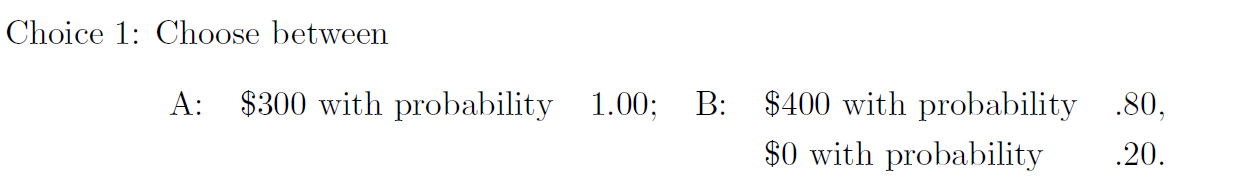 Choice 1: Choose between
A: $300 with probability 1.00; B: $400 with probability .80,
$0 with probability .20.